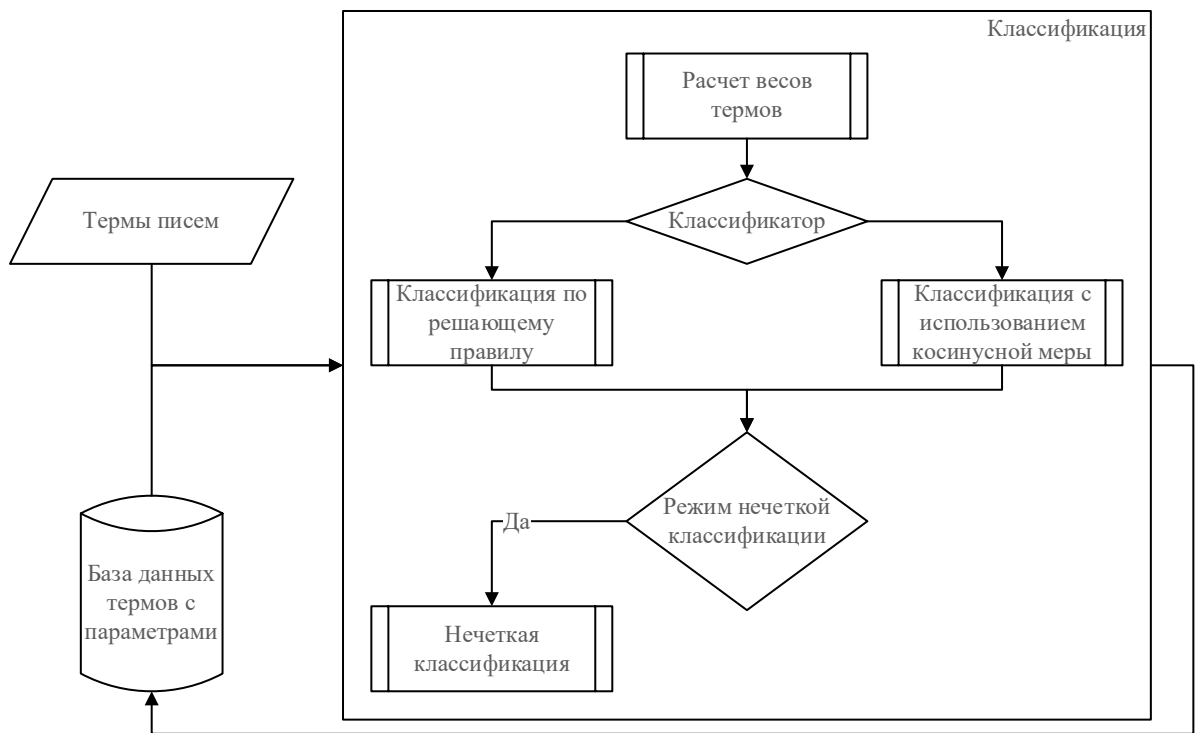 Классификация
Расчет весов
термов
Термы писем
Классификатор
Классификация по
решающему
правилу
Классификация с
использованием
косинусной меры
Режим нечеткой
классификации
Да
База данных
термов с
параметрами
Нечеткая
классификация